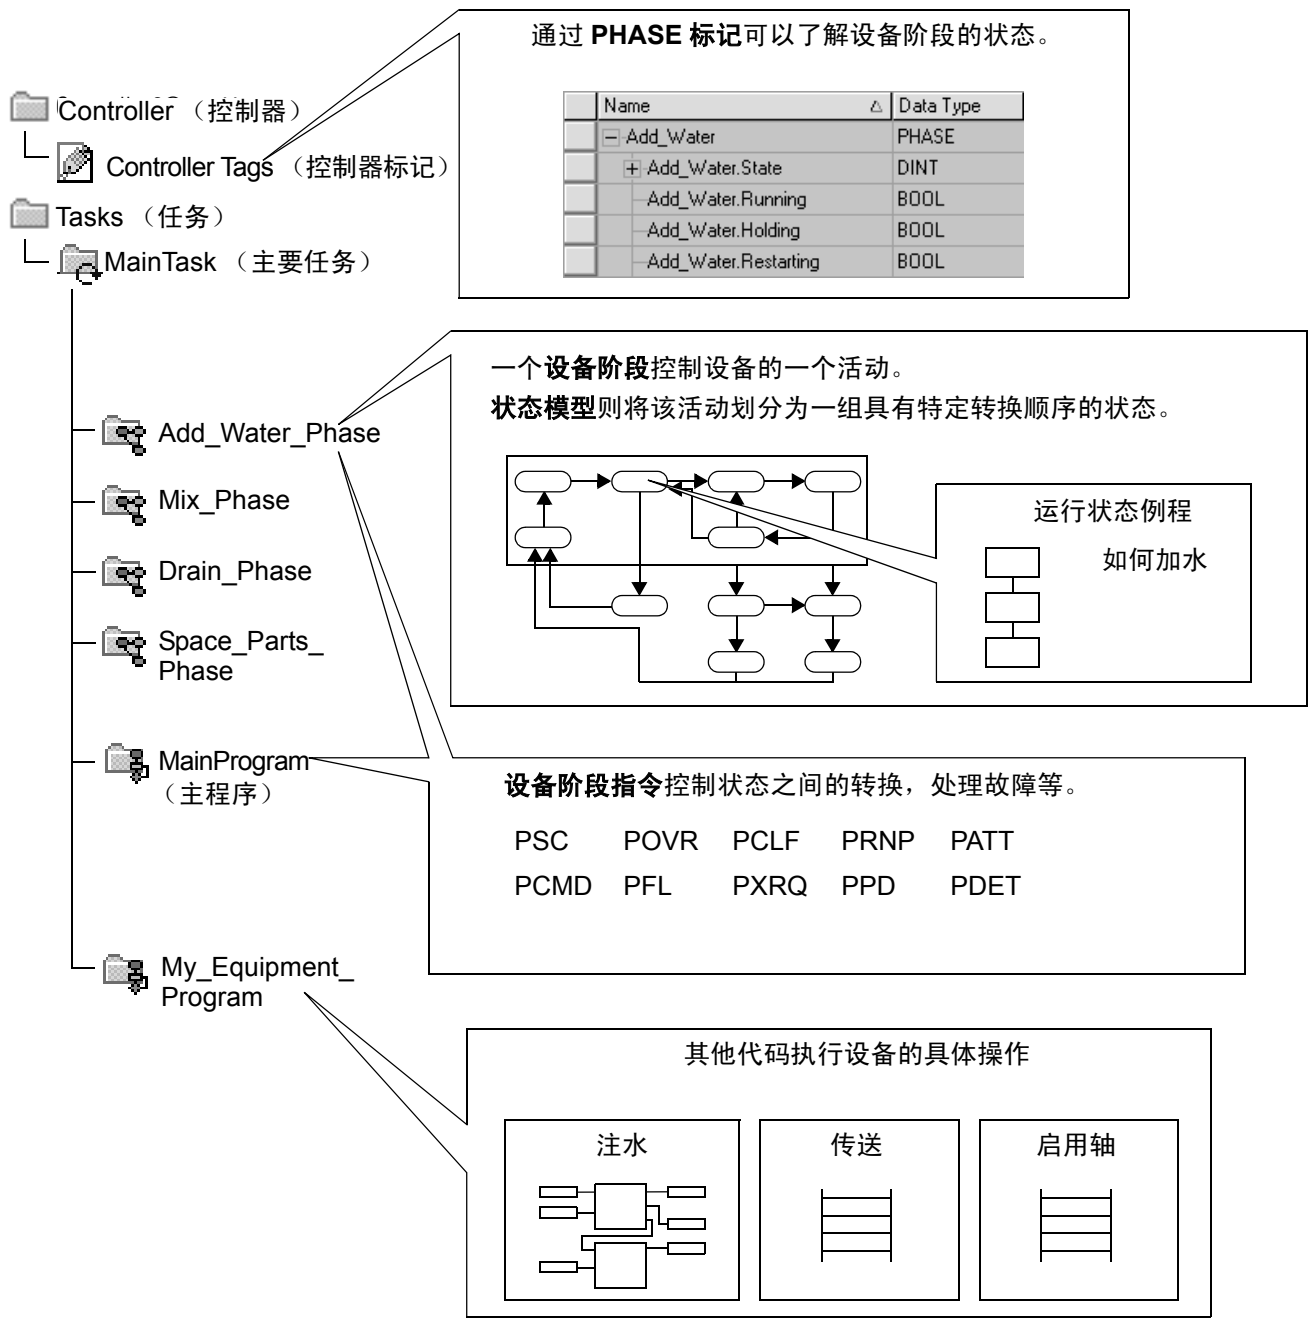 通过 PHASE 标记可以了解设备阶段的状态。
Name Data Type
Add_Water PHASE
Add_Water.State DINT
Add_Water.Running BOOL
Add_Water.Holding BOOL
Add_Water.Restarting BOOL
Controller （控制器）
Controller Tags （控制器标记）
Tasks （任务）
MainTask （主要任务）
一个设备阶段控制设备的一个活动。
状态模型则将该活动划分为一组具有特定转换顺序的状态。
运行状态例程
如何加水
Add_Water_Phase
Mix_Phase
Drain_Phase
Space_Parts_
Phase
MainProgram
（主程序）
设备阶段指令控制状态之间的转换，处理故障等。
PSC POVR PCLF PRNP PATT
PCMD PFL PXRQ PPD PDET
My_Equipment_
Program
其他代码执行设备的具体操作
注水 传送 启用轴